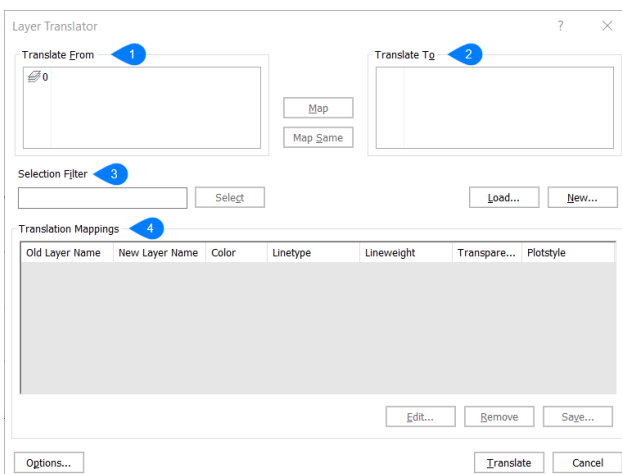 Layer Translator ? ×
Translate From 1 Translate To 2
0
Map
Map Same
Selection Filter 3
Select Load... New...
Translation Mappings 4
Old Layer Name New Layer Name Color Linetype Lineweight Transpare... Plotstyle
Edit... Remove Save...
Options... Translate Cancel